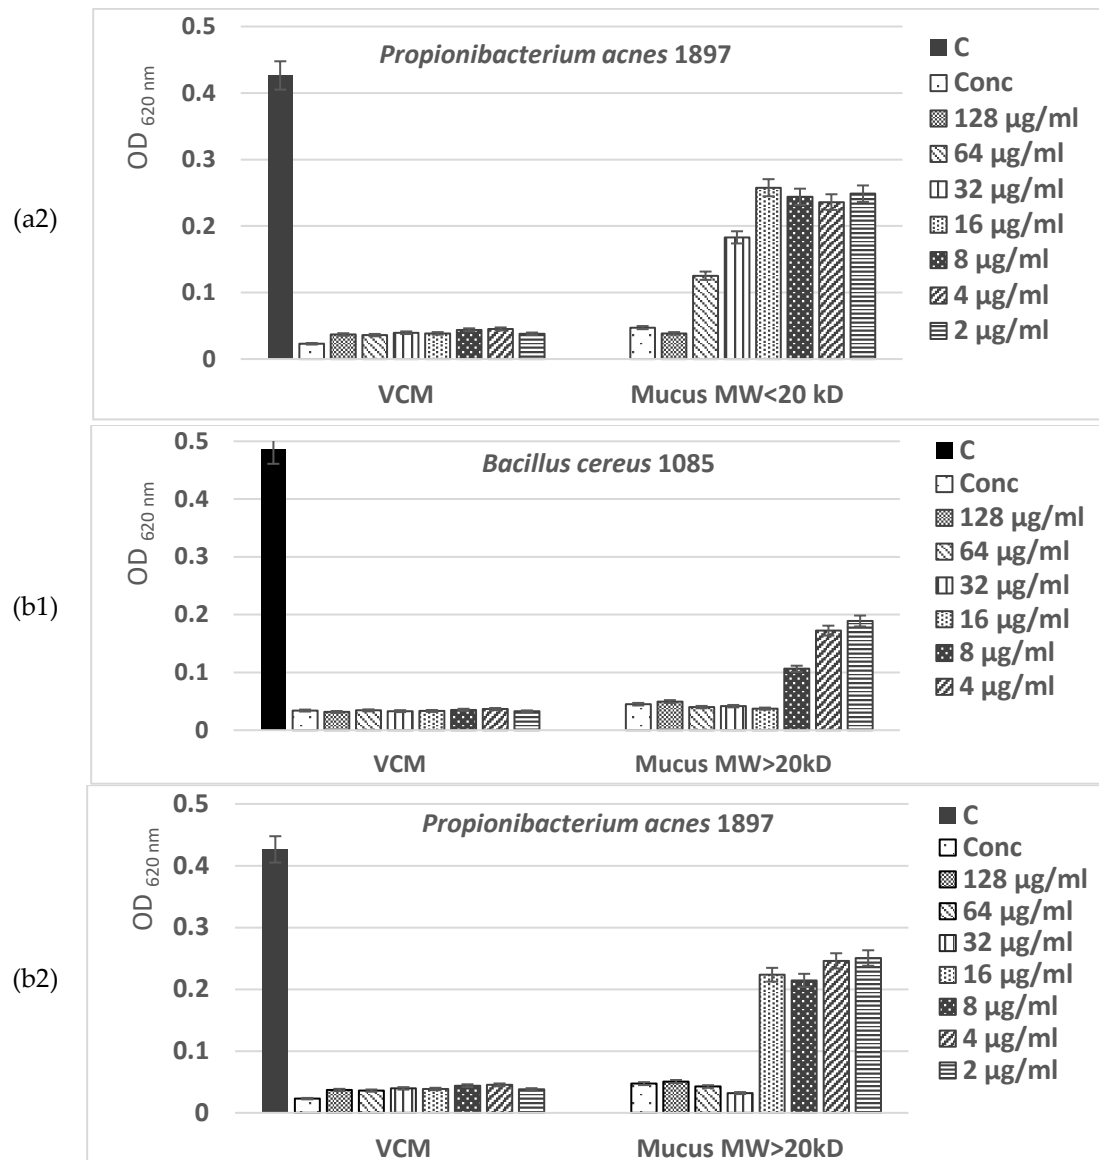 (a2)
Propionibacterium acnes 1897
OD 620 nm
0.5
0.4
0.3
0.2
0.1
0
VCM
Mucus MW<20 kD
C
Conc
128 µg/ml
64 µg/ml
32 µg/ml
16 µg/ml
8 µg/ml
4 µg/ml
2 µg/ml
(b1)
Bacillus cereus 1085
OD 620 nm
0.5
0.4
0.3
0.2
0.1
0
VCM
Mucus MW>20kD
C
Conc
128 µg/ml
64 µg/ml
32 µg/ml
16 µg/ml
8 µg/ml
4 µg/ml
(b2)
Propionibacterium acnes 1897
OD 620 nm
0.5
0.4
0.3
0.2
0.1
0
VCM
Mucus MW>20kD
C
Conc
128 µg/ml
64 µg/ml
32 µg/ml
16 µg/ml
8 µg/ml
4 µg/ml
2 µg/ml